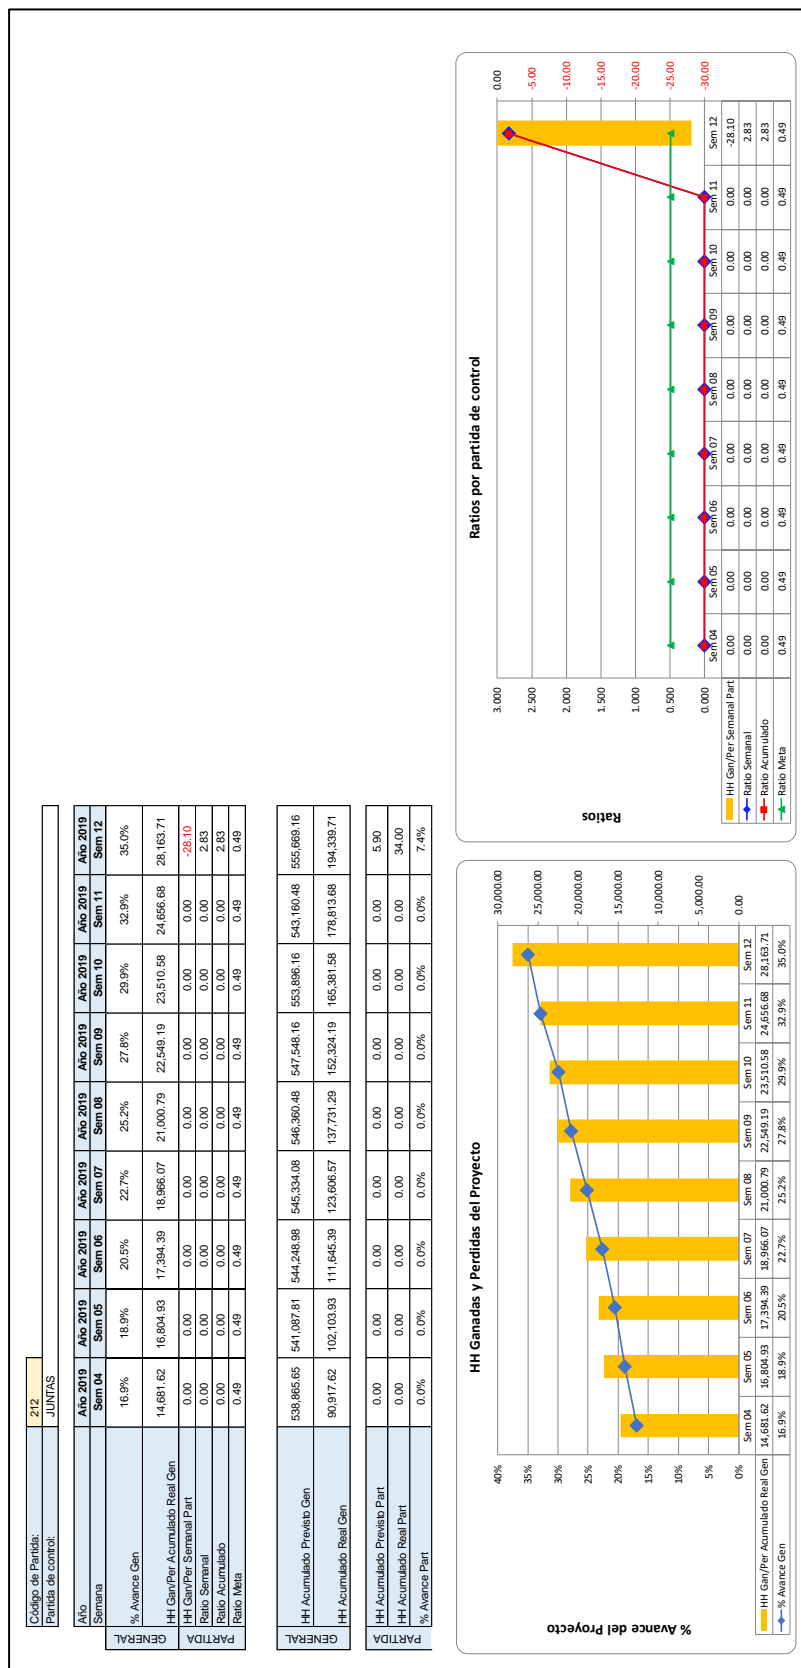 Código de Partida: 212
Partida de control: JUNTAS
Año Año 2019 Año 2019 Año 2019 Año 2019 Año 2019 Año 2019 Año 2019 Año 2019 Año 2019
Semana Sem 04 Sem 05 Sem 06 Sem 07 Sem 08 Sem 09 Sem 10 Sem 11 Sem 12
GENERAL
% Avance Gen 16.9% 18.9% 20.5% 22.7% 25.2% 27.8% 29.9% 32.9% 35.0%
HH Gan/Per Acumulado Real Gen 14,681.62 16,804.93 17,394.39 18,966.07 21,000.79 22,549.19 23,510.58 24,656.68 28,163.71
PARTIDA
HH Gan/Per Semanal Part 0.00 0.00 0.00 0.00 0.00 0.00 0.00 0.00 -28.10
Ratio Semanal 0.00 0.00 0.00 0.00 0.00 0.00 0.00 0.00 2.83
Ratio Acumulado 0.00 0.00 0.00 0.00 0.00 0.00 0.00 0.00 2.83
Ratio Meta 0.49 0.49 0.49 0.49 0.49 0.49 0.49 0.49 0.49
GENERAL
HH Acumulado Previsto Gen 538,865.65 541,087.81 544,248.98 545,334.08 546,360.48 547,548.16 553,896.16 543,160.48 555,669.16
HH Acumulado Real Gen 90,917.62 102,103.93 111,645.39 123,606.57 137,731.29 152,324.19 165,381.58 178,813.68 194,339.71
PARTIDA
HH Acumulado Previsto Part 0.00 0.00 0.00 0.00 0.00 0.00 0.00 0.00 5.90
HH Acumulado Real Part 0.00 0.00 0.00 0.00 0.00 0.00 0.00 0.00 34.00
% Avance Part 0.0% 0.0% 0.0% 0.0% 0.0% 0.0% 0.0% 0.0% 7.4%
HH Ganadas y Perdidas del Proyecto
% Avance del Proyecto
40% 30,000.00
35% 25,000.00
30%
25% 20,000.00
20% 15,000.00
15% 10,000.00
10%
5% 5,000.00
0% 0.00
Sem 04 Sem 05 Sem 06 Sem 07 Sem 08 Sem 09 Sem 10 Sem 11 Sem 12
HH Gan/Per Acumulado Real Gen 14,681.62 16,804.93 17,394.39 18,966.07 21,000.79 22,549.19 23,510.58 24,656.68 28,163.71
% Avance Gen 16.9% 18.9% 20.5% 22.7% 25.2% 27.8% 29.9% 32.9% 35.0%
Ratios por partida de control
Ratios
3.000 0.00
2.500 -5.00
2.000 -10.00
1.500 -15.00
1.000 -20.00
0.500 -25.00
0.000 -30.00
Sem 04 Sem 05 Sem 06 Sem 07 Sem 08 Sem 09 Sem 10 Sem 11 Sem 12
HH Gan/Per Semanal Part 0.00 0.00 0.00 0.00 0.00 0.00 0.00 0.00 -28.10
Ratio Semanal 0.00 0.00 0.00 0.00 0.00 0.00 0.00 0.00 2.83
Ratio Acumulado 0.00 0.00 0.00 0.00 0.00 0.00 0.00 0.00 2.83
Ratio Meta 0.49 0.49 0.49 0.49 0.49 0.49 0.49 0.49 0.49